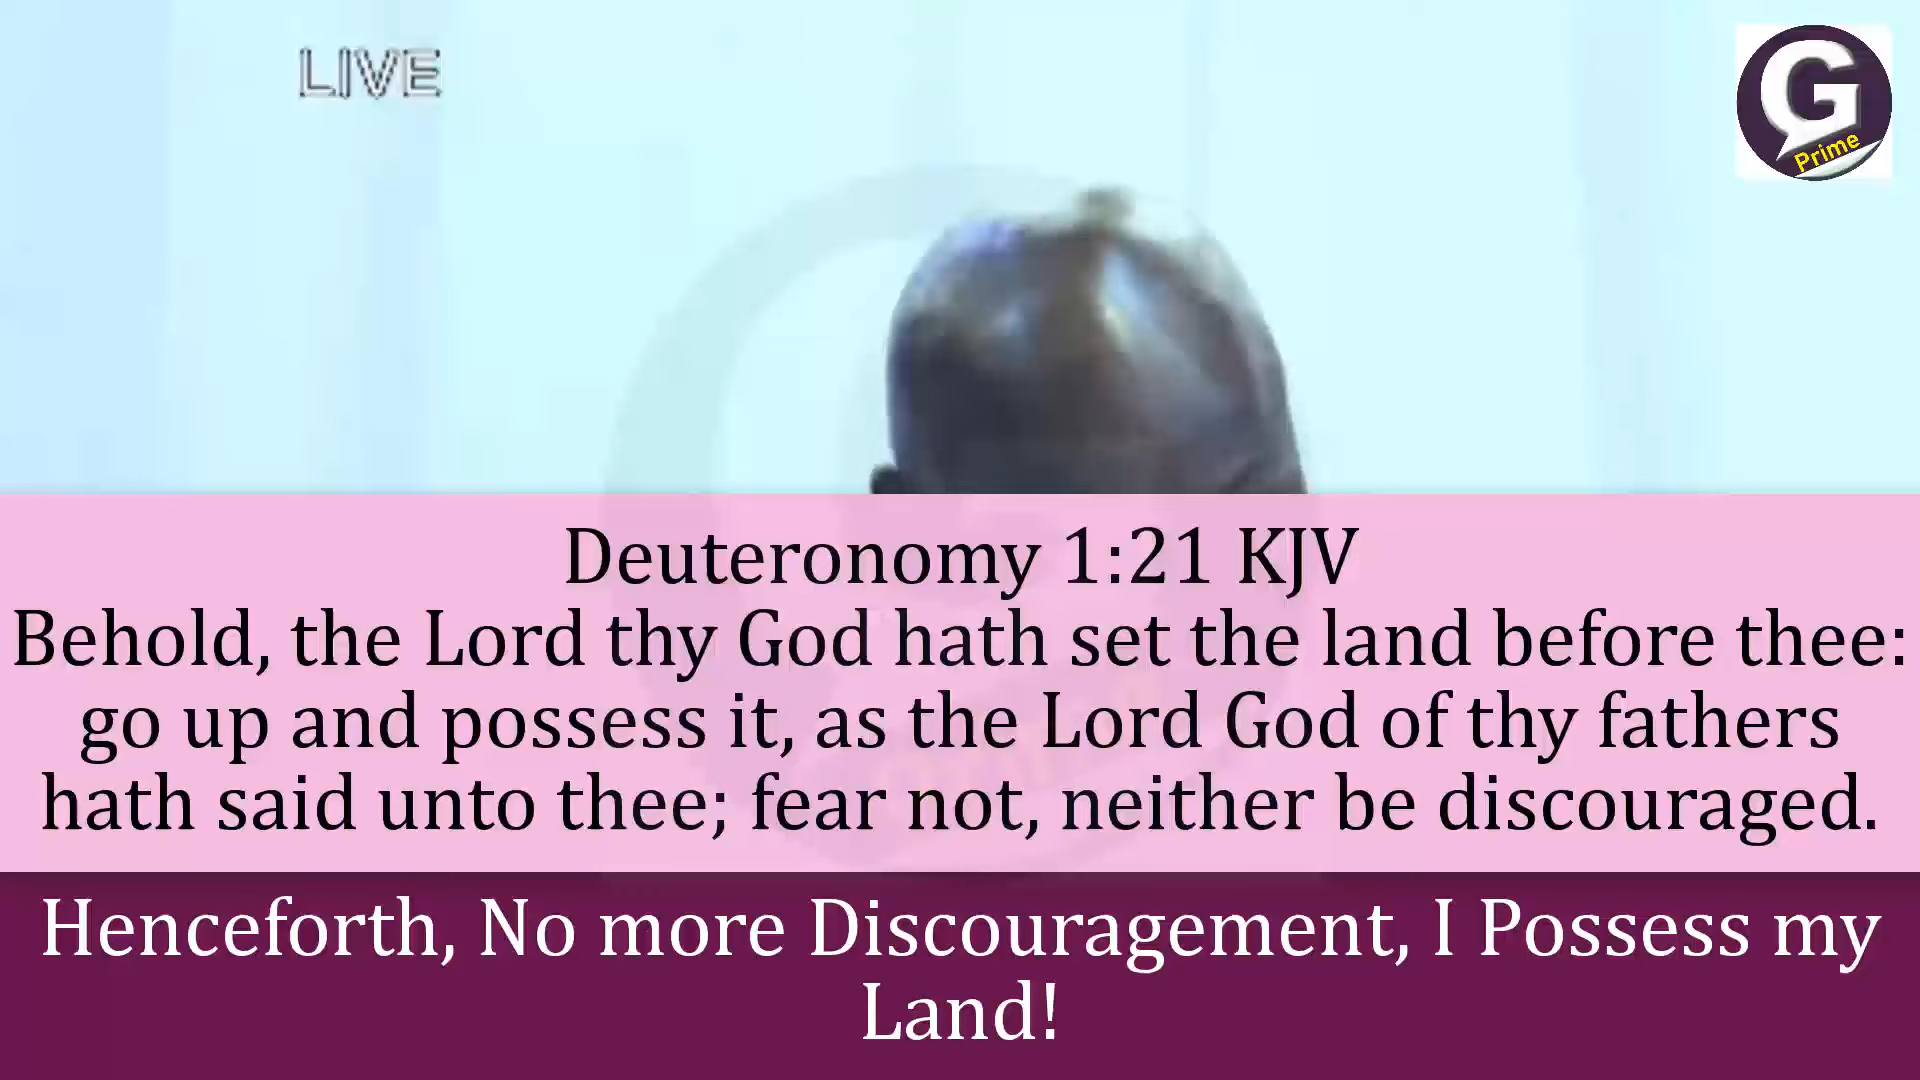 LIVE
G
Prime
Deuteronomy 1:21 KJV
Behold, the Lord thy God hath set the land before thee:
go up and possess it, as the Lord God of thy fathers
hath said unto thee; fear not, neither be discouraged.
Henceforth, No more Discouragement, I Possess my
Land!